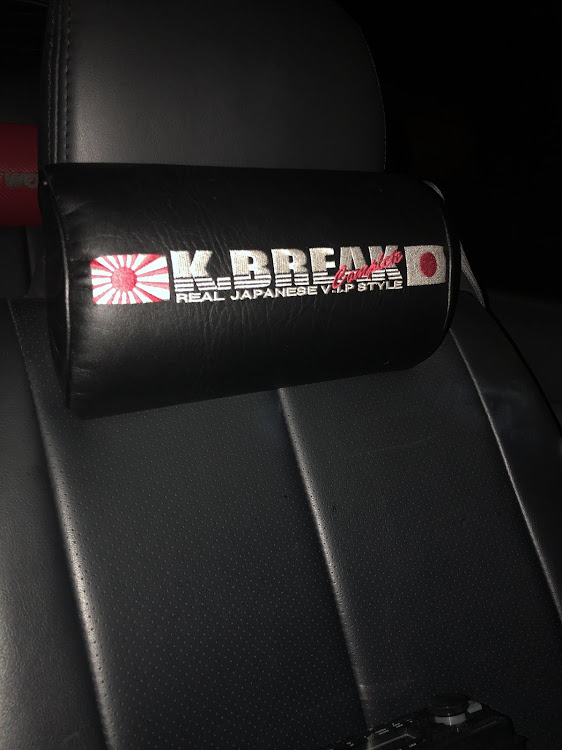 K.BREAK
Complete
REAL JAPANESE V-I-P STYLE